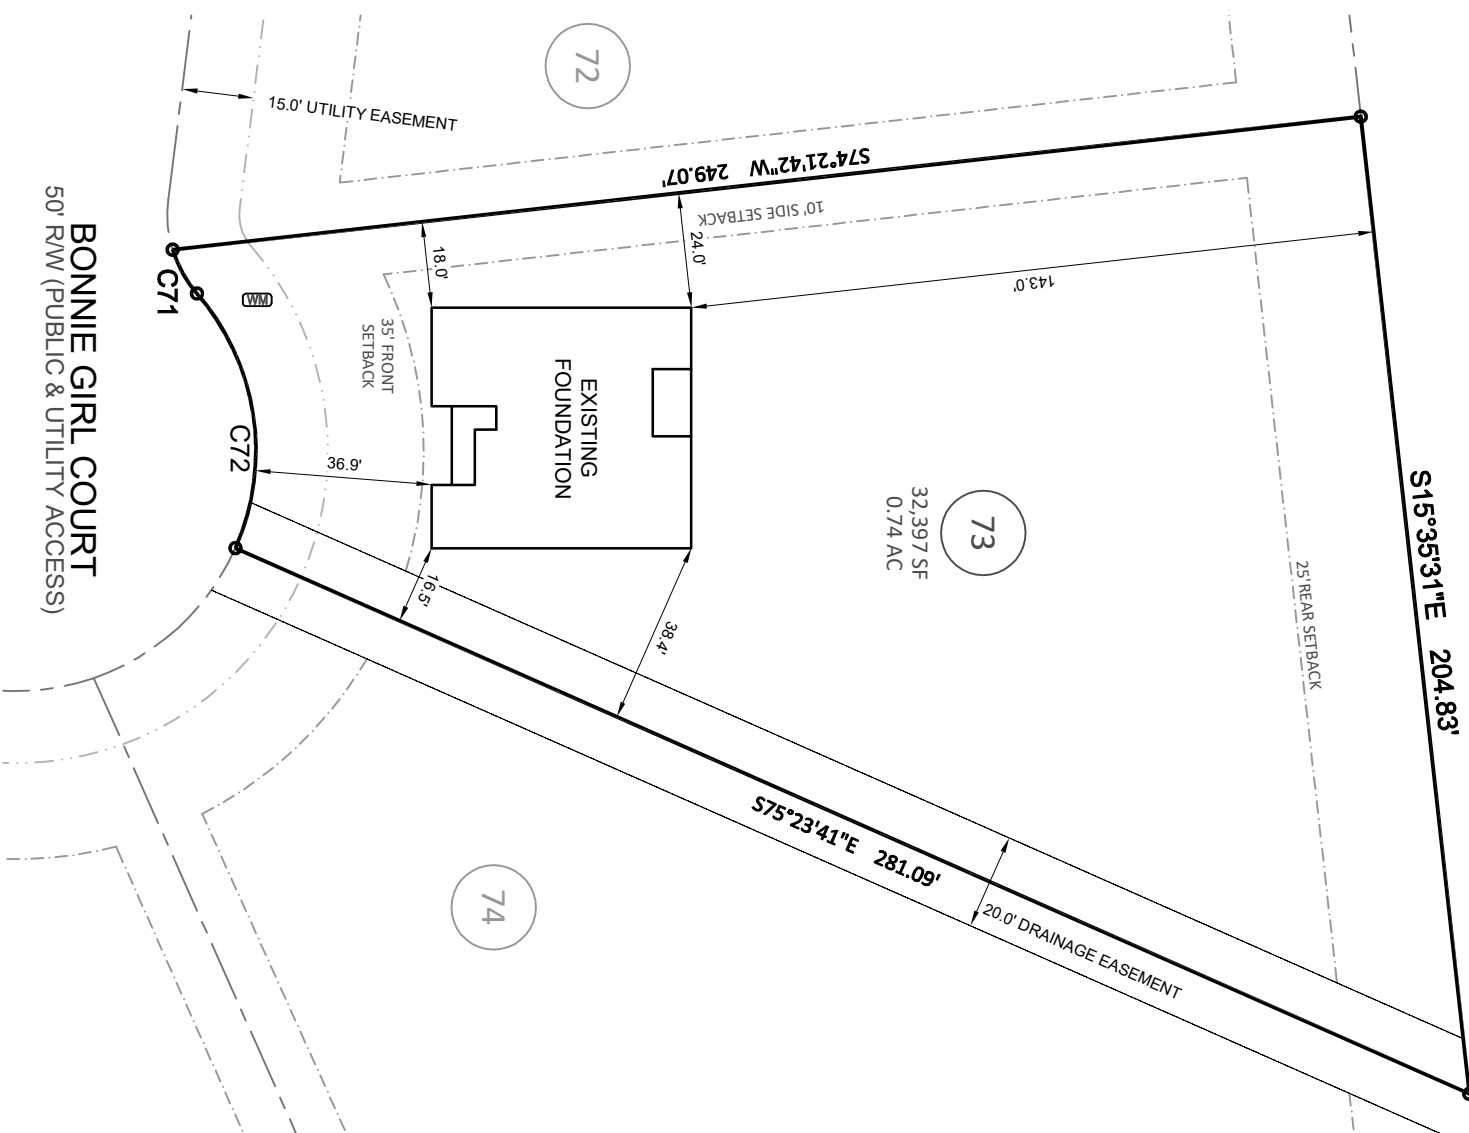 72
15.0' UTILITY EASEMENT
S74°21'42"W 249.07'
10' SIDE SETBACK
18.0'
24.0'
143.0'
C71
WM
35' FRONT
SETBACK
BONNIE GIRL COURT
50' R/W (PUBLIC & UTILITY ACCESS)
C72
36.9'
EXISTING
FOUNDATION
73
32,397 SF
0.74 AC
S15°35'31"E 204.83'
25'REAR SETBACK
16.5'
38.4'
S75°23'41"E 281.09'
20.0' DRAINAGE EASEMENT
74